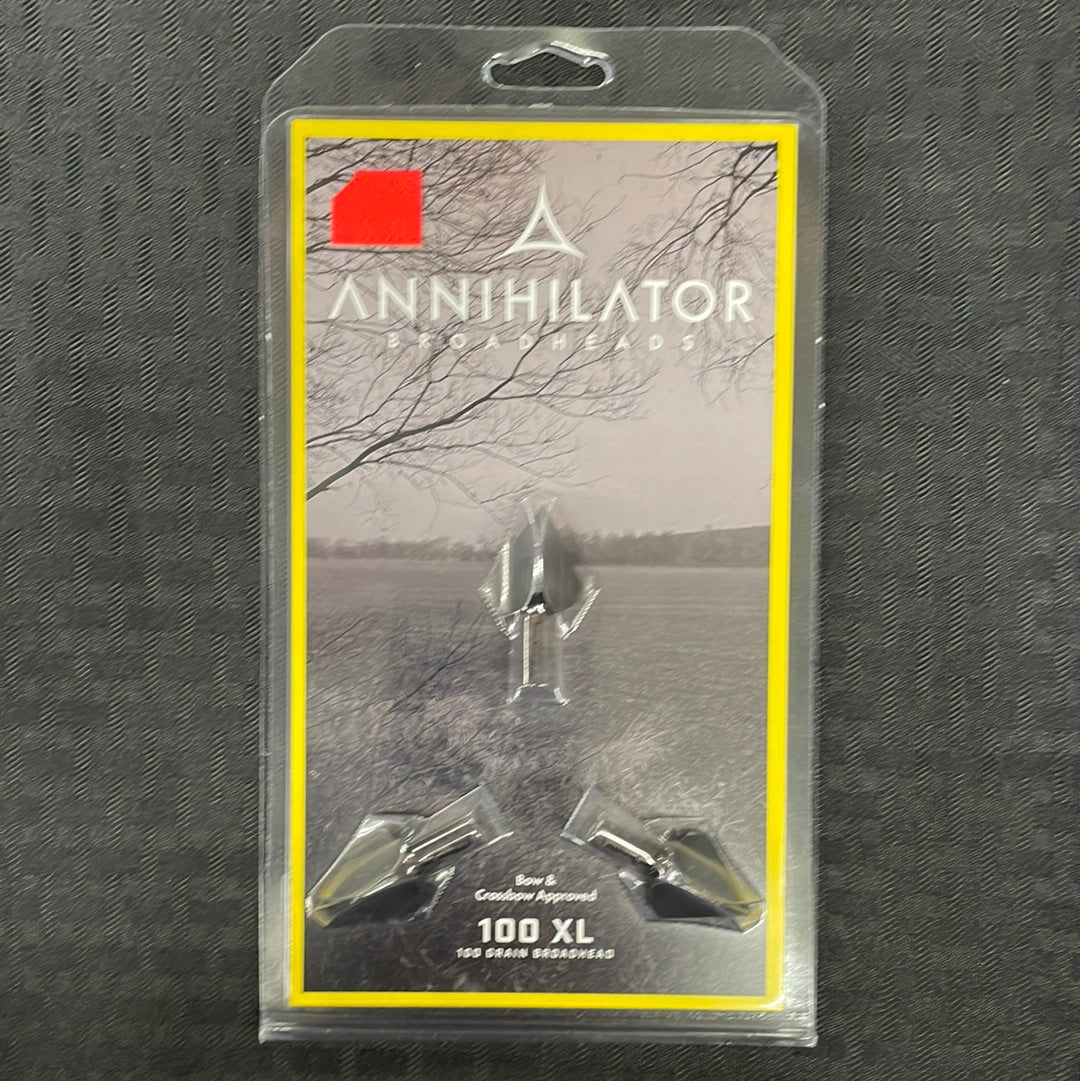 ANNIHILATOR
BROADHEADS
Bow &
Crossbow Approved
100 XL
100 GRAIN BROADHEAD